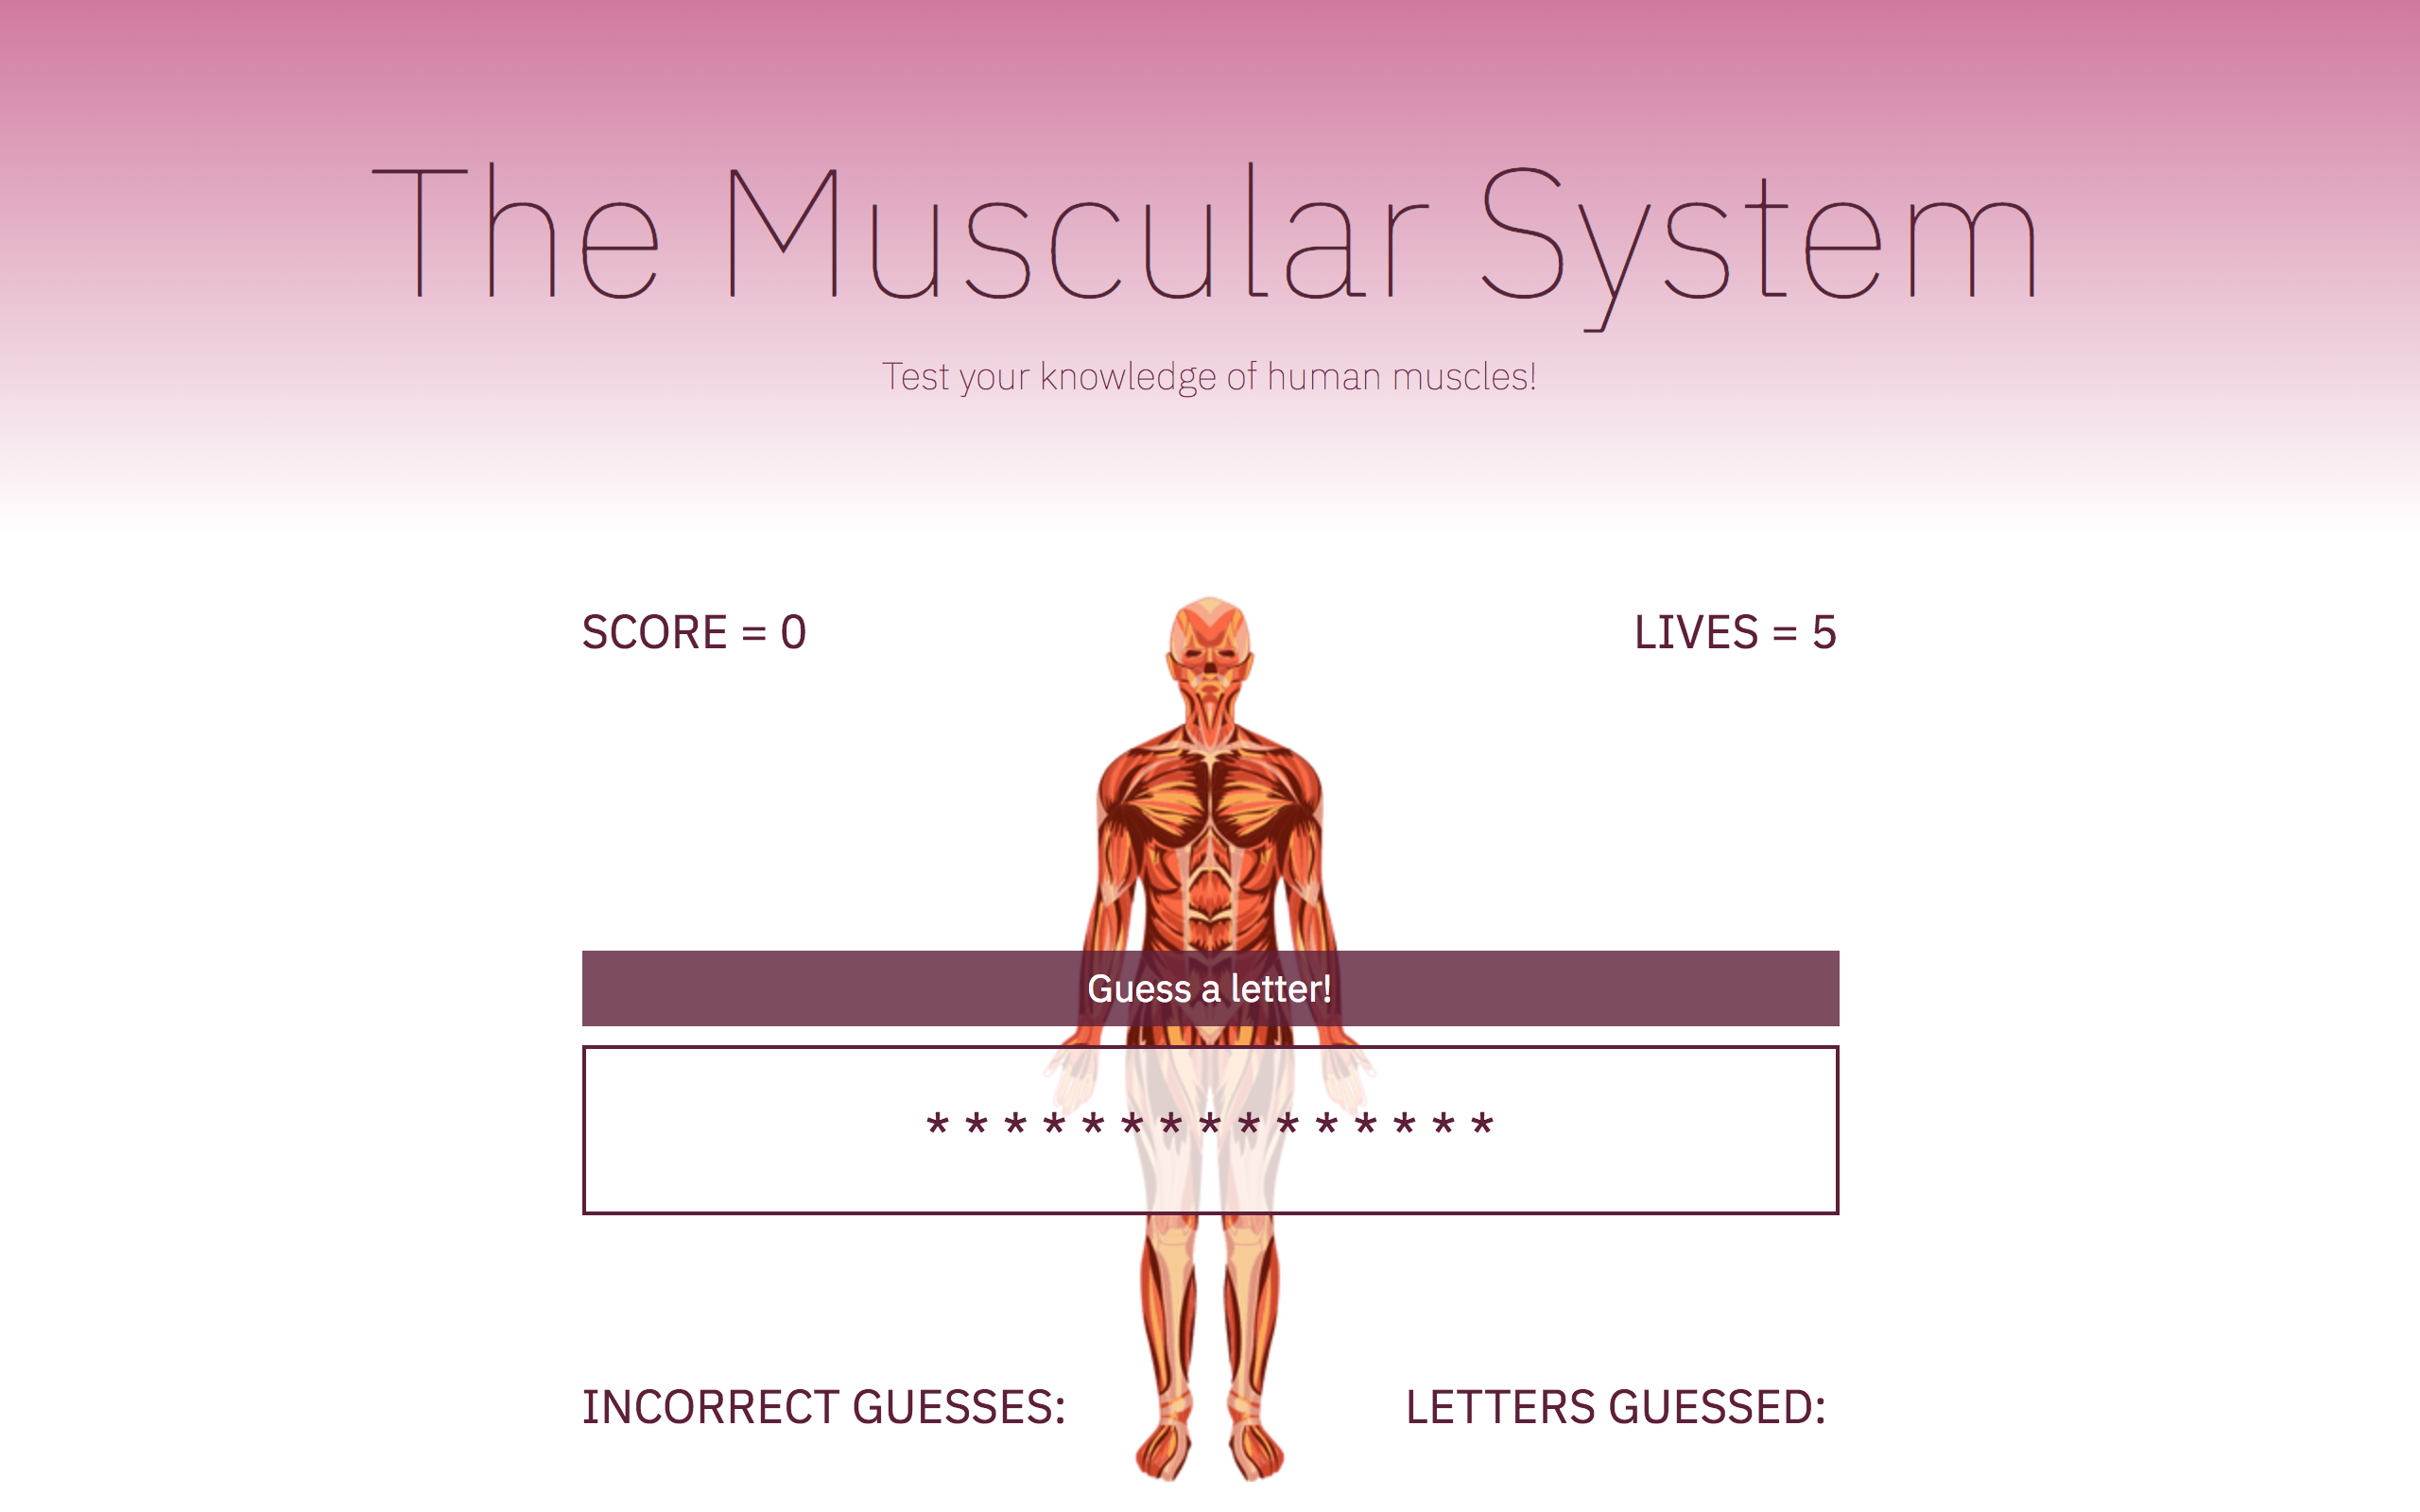 The Muscular System
Test your knowledge of human muscles!
SCORE = 0
LIVES = 5
Guess a letter!
* * * * * * * * * * * * * * *
INCORRECT GUESSES:
LETTERS GUESSED: